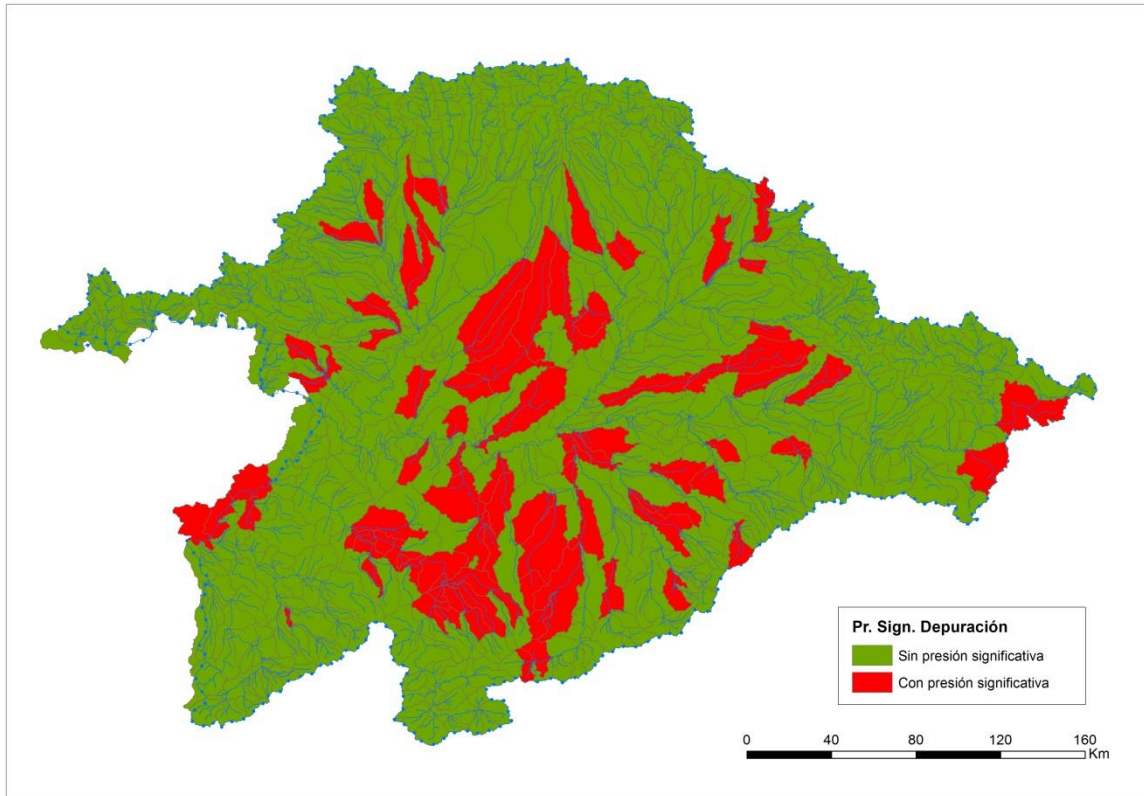 Pr. Sign. Depuración
Sin presión significativa
Con presión significativa
0 40 80 120 160
Km